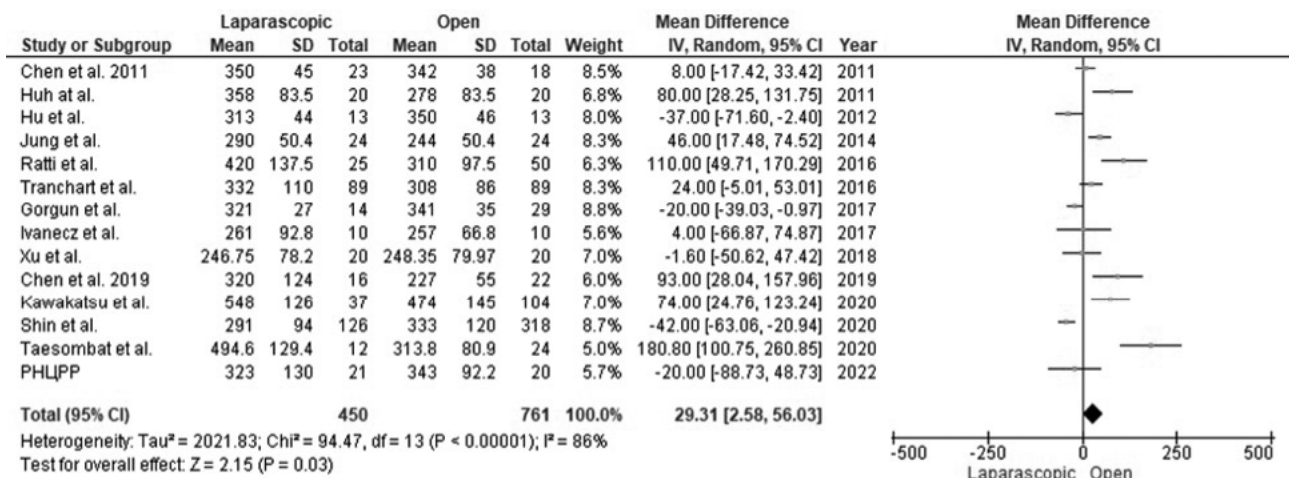 Laparascopic Open Mean Difference Mean Difference
Study or Subgroup Mean SD Total Mean SD Total Weight IV, Random, 95% CI Year IV, Random, 95% CI
Chen et al. 2011 350 45 23 342 38 18 8.5% 8.00 [-17.42, 33.42] 2011
Huh at al. 358 83.5 20 278 83.5 20 6.8% 80.00 [28.25, 131.75] 2011
Hu et al. 313 44 13 350 46 13 8.0% -37.00 [-71.60, -2.40] 2012
Jung et al. 290 50.4 24 244 50.4 24 8.3% 46.00 [17.48, 74.52] 2014
Ratti et al. 420 137.5 25 310 97.5 50 6.3% 110.00 [49.71, 170.29] 2016
Tranchart et al. 332 110 89 308 86 89 8.3% 24.00 [-5.01, 53.01] 2016
Gorgun et al. 321 27 14 341 35 29 8.8% -20.00 [-39.03, -0.97] 2017
Ivanecz et al. 261 92.8 10 257 66.8 10 5.6% 4.00 [-66.87, 74.87] 2017
Xu et al. 246.75 78.2 20 248.35 79.97 20 7.0% -1.60 [-50.62, 47.42] 2018
Chen et al. 2019 320 124 16 227 55 22 6.0% 93.00 [28.04, 157.96] 2019
Kawakatsu et al. 548 126 37 474 145 104 7.0% 74.00 [24.76, 123.24] 2020
Shin et al. 291 94 126 333 120 318 8.7% -42.00 [-63.06, -20.94] 2020
Taesombat et al. 494.6 129.4 12 313.8 80.9 24 5.0% 180.80 [100.75, 260.85] 2020
РНЦРР 323 130 21 343 92.2 20 5.7% -20.00 [-88.73, 48.73] 2022
Total (95% CI) 450 761 100.0% 29.31 [2.58, 56.03]
Heterogeneity: Tau² = 2021.83; Chi² = 94.47, df = 13 (P < 0.00001); I² = 86%
Test for overall effect: Z = 2.15 (P = 0.03)
-500 -250 0 250 500
Laparascopic Open